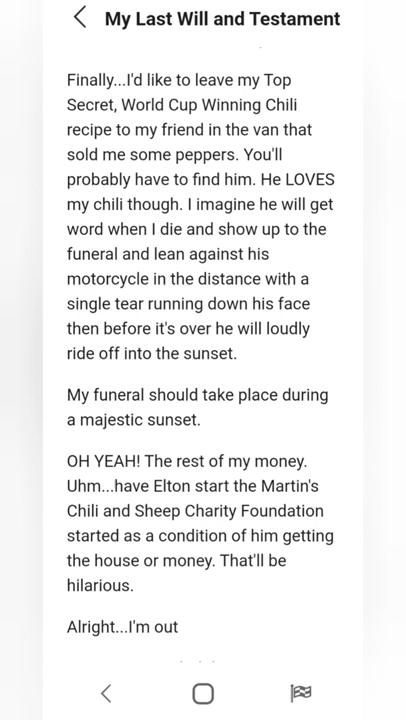 My Last Will and Testament
Finally...I'd like to leave my Top
Secret, World Cup Winning Chili
recipe to my friend in the van that
sold me some peppers. You'll
probably have to find him. He LOVES
my chili though. I imagine he will get
word when I die and show up to the
funeral and lean against his
motorcycle in the distance with a
single tear running down his face
then before it's over he will loudly
ride off into the sunset.
My funeral should take place during
a majestic sunset.
OH YEAH! The rest of my money.
Uhm...have Elton start the Martin's
Chili and Sheep Charity Foundation
started as a condition of him getting
the house or money. That'll be
hilarious.
Alright...I'm out